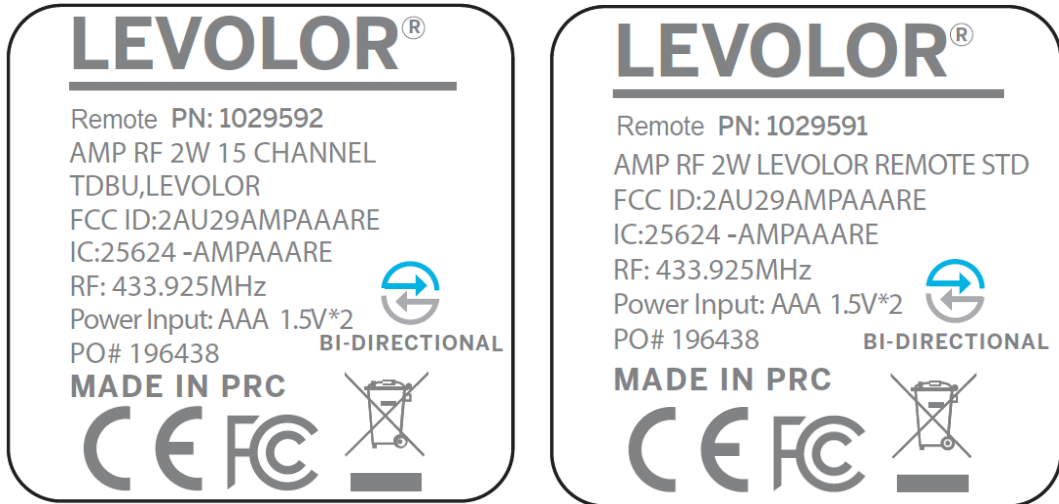 LEVOLOR®
Remote PN: 1029592
AMP RF 2W 15 CHANNEL
TDBU,LEVOLOR
FCC ID:2AU29AMPAAARE
IC:25624 -AMPAAARE
RF: 433.925MHz
Power Input: AAA 1.5V*2
PO# 196438
BI-DIRECTIONAL
MADE IN PRC
CE FC
LEVOLOR®
Remote PN: 1029591
AMP RF 2W LEVOLOR REMOTE STD
FCC ID:2AU29AMPAAARE
IC:25624 -AMPAAARE
RF: 433.925MHz
Power Input: AAA 1.5V*2
PO# 196438
BI-DIRECTIONAL
MADE IN PRC
CE FC